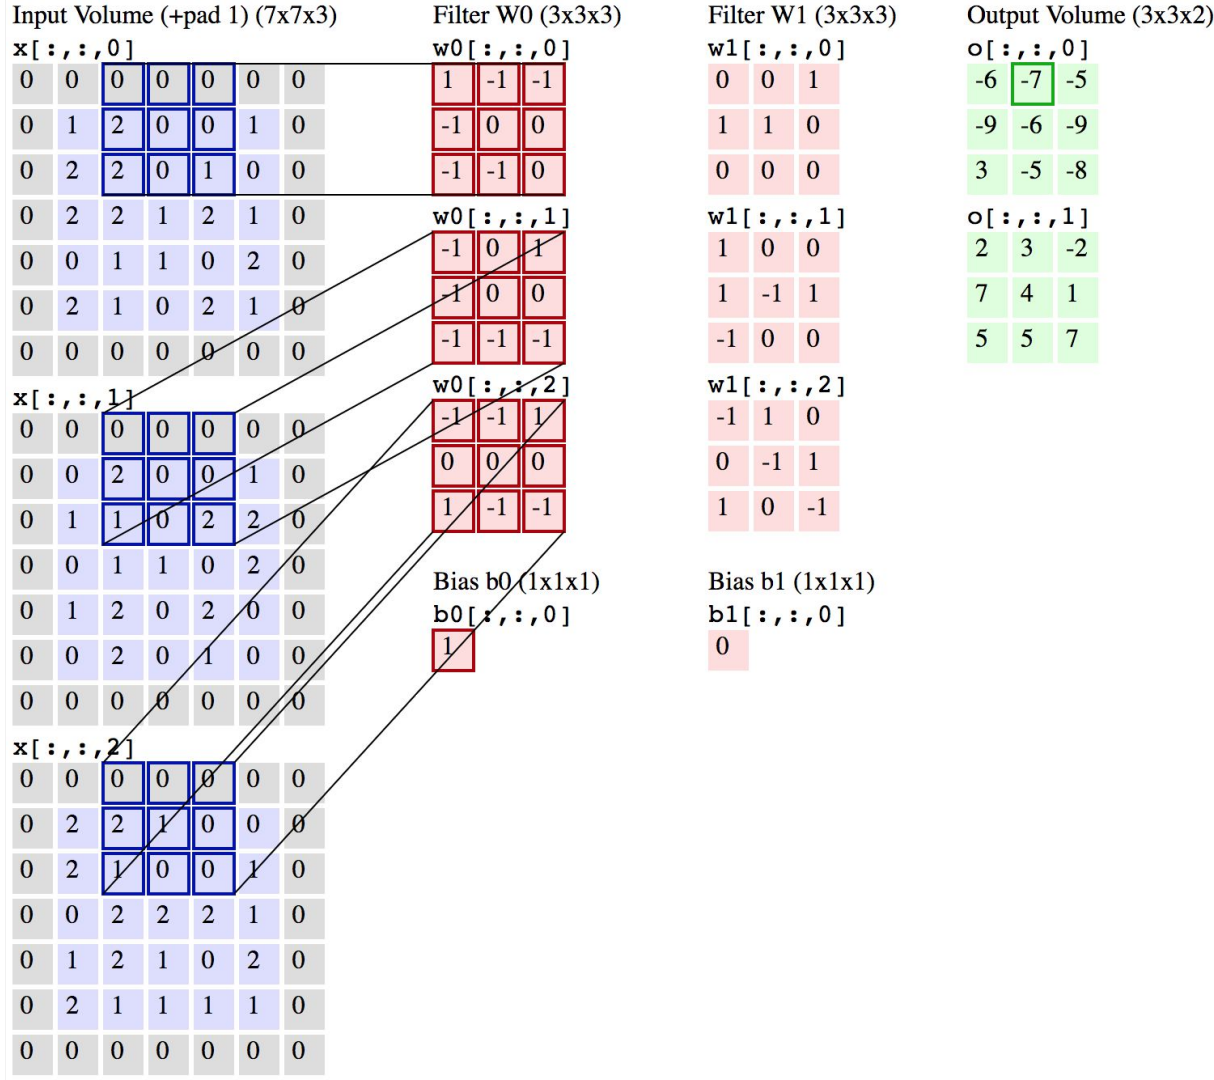 Input Volume (+pad 1) (7x7x3)
x[:,:,0]
0 0 0 0 0 0 0
0 1 2 0 0 1 0
0 2 2 0 1 0 0
0 2 2 1 2 1 0
0 0 1 1 0 2 0
0 2 1 0 2 1 0
0 0 0 0 0 0 0
x[:,:,1]
0 0 0 0 0 0 0
0 0 2 0 0 1 0
0 1 1 0 2 2 0
0 0 1 1 0 2 0
0 1 2 0 2 0 0
0 0 2 0 1 0 0
0 0 0 0 0 0 0
x[:,:,2]
0 0 0 0 0 0 0
0 2 2 1 0 0 0
0 2 1 0 0 1 0
0 0 2 2 2 1 0
0 1 2 1 0 2 0
0 2 1 1 1 1 0
0 0 0 0 0 0 0
Filter W0 (3x3x3)
w0[:,:,0]
1 -1 -1
-1 0 0
-1 -1 0
w0[:,:,1]
-1 0 1
-1 0 0
-1 -1 -1
w0[:,:,2]
-1 -1 1
0 0 0
1 -1 -1
Bias b0 (1x1x1)
b0[:,:,0]
1
Filter W1 (3x3x3)
w1[:,:,0]
0 0 1
1 1 0
0 0 0
w1[:,:,1]
1 0 0
1 -1 1
-1 0 0
w1[:,:,2]
-1 1 0
0 -1 1
1 0 -1
Bias b1 (1x1x1)
b1[:,:,0]
0
Output Volume (3x3x2)
o[:,:,0]
-6 -7 -5
-9 -6 -9
3 -5 -8
o[:,:,1]
2 3 -2
7 4 1
5 5 7